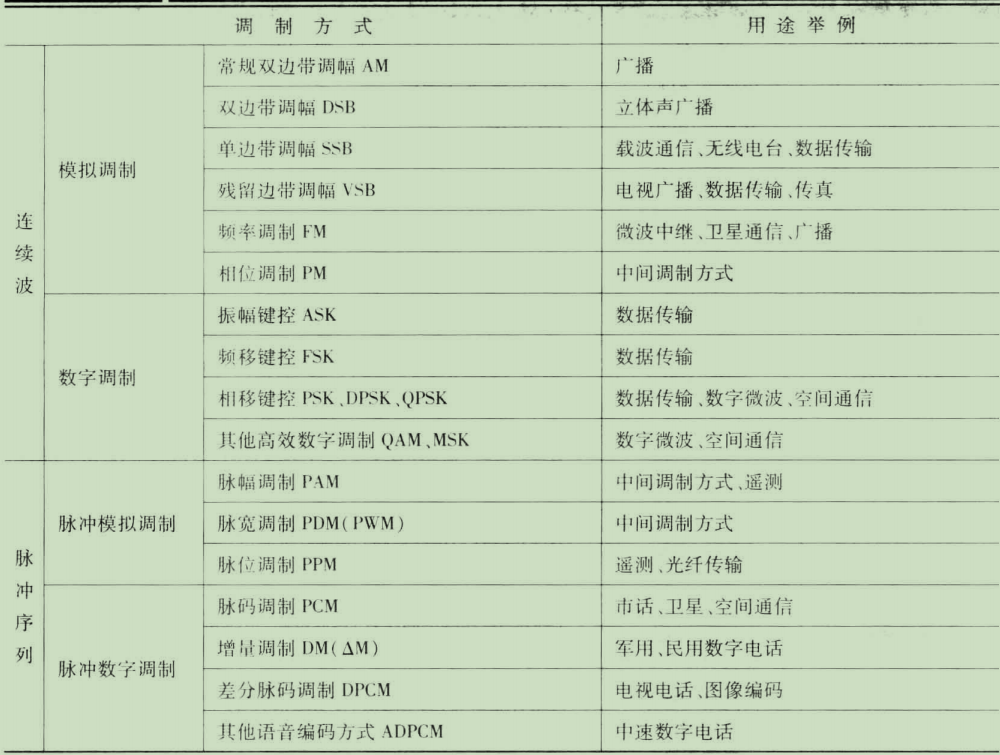 调制方式 用途举例
连续波 模拟调制 常规双边带调幅 AM 广播
双边带调幅 DSB 立体声广播
单边带调幅 SSB 载波通信、无线电台、数据传输
残留边带调幅 VSB 电视广播、数据传输、传真
频率调制 FM 微波中继、卫星通信、广播
相位调制 PM 中间调制方式
数字调制 振幅键控 ASK 数据传输
频移键控 FSK 数据传输
相移键控 PSK、DPSK、QPSK 数据传输、数字微波、空间通信
其他高效数字调制 QAM、MSK 数字微波、空间通信
脉冲序列 脉冲模拟调制 脉幅调制 PAM 中间调制方式、遥测
脉宽调制 PDM(PWM) 中间调制方式
脉位调制 PPM 遥测、光纤传输
脉冲数字调制 脉码调制 PCM 市话、卫星、空间通信
增量调制 DM(ΔM) 军用、民用数字电话
差分脉码调制 DPCM 电视电话、图像编码
其他语音编码方式 ADPCM 中速数字电话